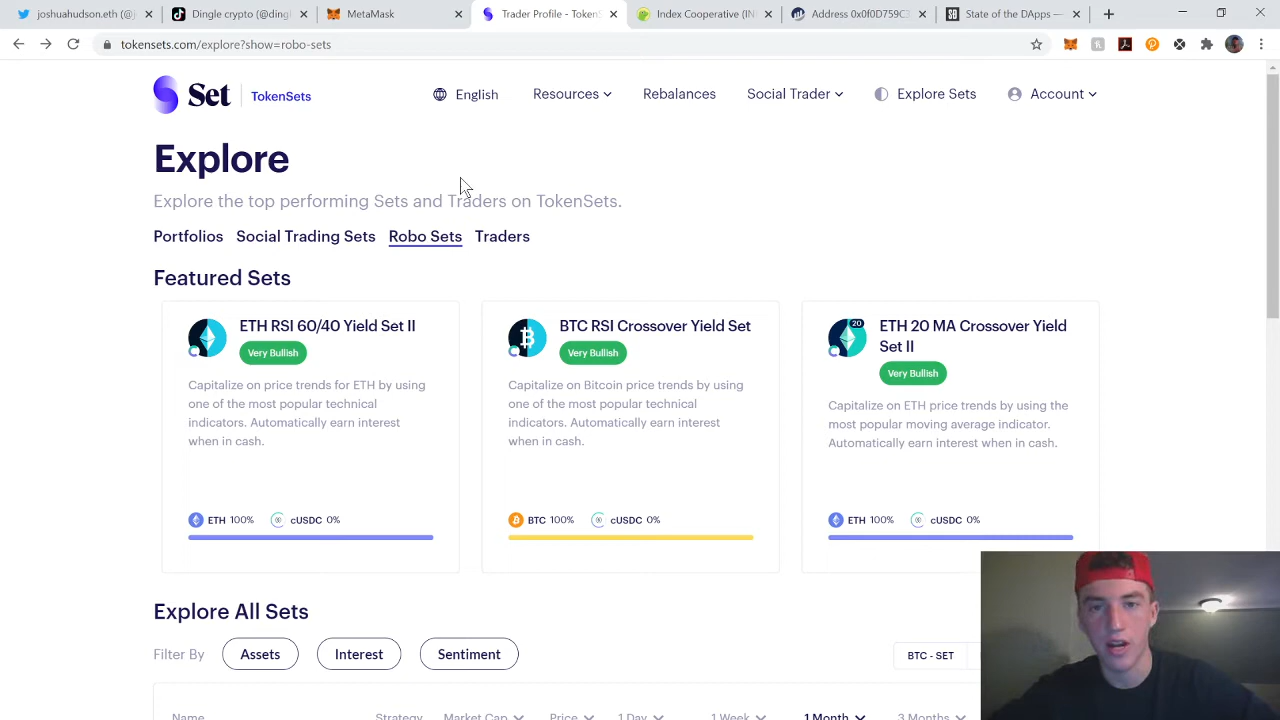 joshuahudson.eth (@j
Dingle crypto (@ding
MetaMask
Trader Profile - Token
Index Cooperative (IN
Address 0x0f0D759C3
State of the DApps —
tokensets.com/explore?show=robo-sets
Set
TokenSets
English
Resources
Rebalances
Social Trader
Explore Sets
Account
Explore
Explore the top performing Sets and Traders on TokenSets.
Portfolios
Social Trading Sets
Robo Sets
Traders
Featured Sets
ETH RSI 60/40 Yield Set II
Very Bullish
Capitalize on price trends for ETH by using
one of the most popular technical
indicators. Automatically earn interest
when in cash.
ETH 100% cUSDC 0%
BTC RSI Crossover Yield Set
Very Bullish
Capitalize on Bitcoin price trends by using
one of the most popular technical
indicators. Automatically earn interest
when in cash.
BTC 100% cUSDC 0%
20
ETH 20 MA Crossover Yield
Set II
Very Bullish
Capitalize on ETH price trends by using the
most popular moving average indicator.
Automatically earn interest when in cash.
ETH 100% cUSDC 0%
Explore All Sets
Filter By
Assets
Interest
Sentiment
BTC - SET
Name
Strategy
Market Cap
Price
1 Day
1 Week
1 Month
3 Months